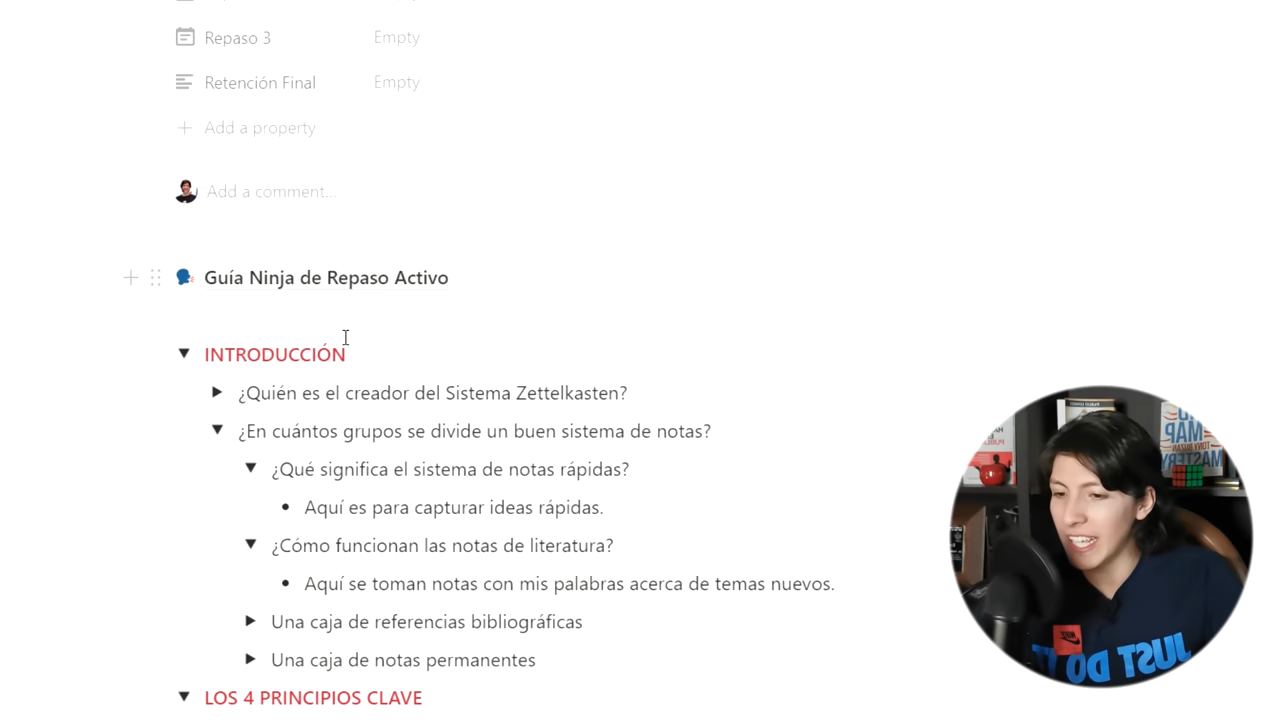 Repaso 3 Empty
Retención Final Empty
Add a property
Add a comment...
Guía Ninja de Repaso Activo
INTRODUCCIÓN
¿Quién es el creador del Sistema Zettelkasten?
¿En cuántos grupos se divide un buen sistema de notas?
¿Qué significa el sistema de notas rápidas?
Aquí es para capturar ideas rápidas.
¿Cómo funcionan las notas de literatura?
Aquí se toman notas con mis palabras acerca de temas nuevos.
Una caja de referencias bibliográficas
Una caja de notas permanentes
LOS 4 PRINCIPIOS CLAVE
MAP
MASTERY
JUST DO IT